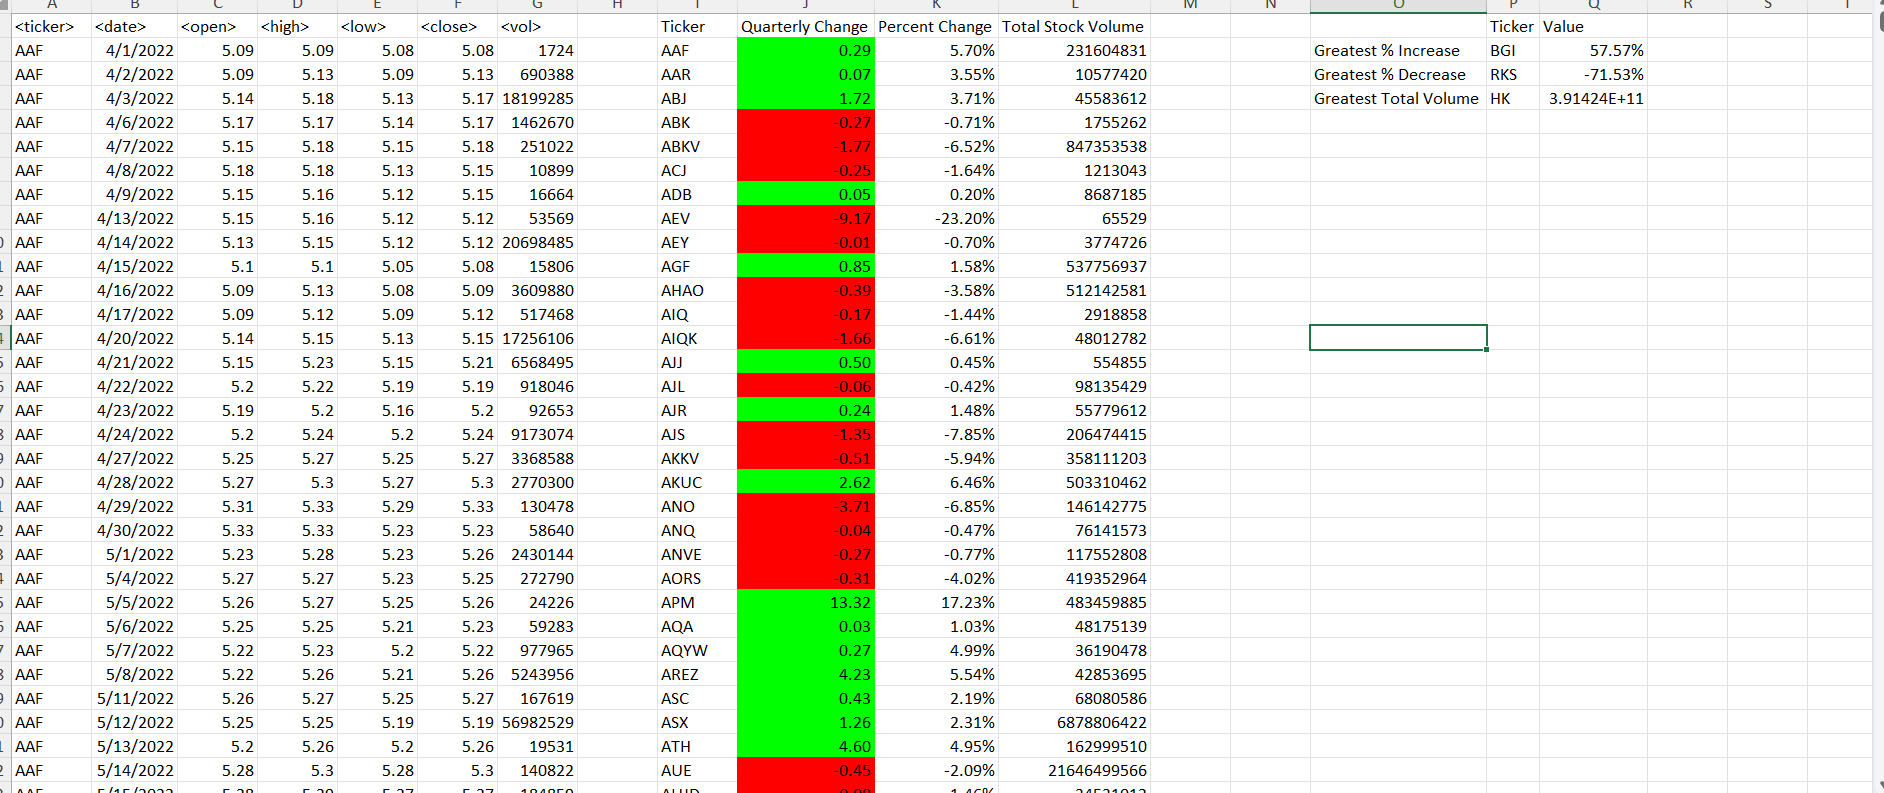 A B C D E F G H I J K L M N O P Q R S T
<ticker> <date> <open> <high> <low> <close> <vol> Ticker Quarterly Change Percent Change Total Stock Volume Ticker Value
AAF 4/1/2022 5.09 5.09 5.08 5.08 1724 AAF 0.29 5.70% 231604831 Greatest % Increase BGI 57.57%
AAF 4/2/2022 5.09 5.13 5.09 5.13 690388 AAR 0.07 3.55% 10577420 Greatest % Decrease RKS -71.53%
AAF 4/3/2022 5.14 5.18 5.13 5.17 18199285 ABJ 1.72 3.71% 45583612 Greatest Total Volume HK 3.91424E+11
AAF 4/6/2022 5.17 5.17 5.14 5.17 1462670 ABK -0.27 -0.71% 1755262
AAF 4/7/2022 5.15 5.18 5.15 5.18 251022 ABKV -1.77 -6.52% 847353538
AAF 4/8/2022 5.18 5.18 5.13 5.15 10899 ACJ -0.25 -1.64% 1213043
AAF 4/9/2022 5.15 5.16 5.12 5.15 16664 ADB 0.05 0.20% 8687185
AAF 4/13/2022 5.15 5.16 5.12 5.12 53569 AEV -9.17 -23.20% 65529
AAF 4/14/2022 5.13 5.15 5.12 5.12 20698485 AEY -0.01 -0.70% 3774726
AAF 4/15/2022 5.1 5.1 5.05 5.08 15806 AGF 0.85 1.58% 537756937
AAF 4/16/2022 5.09 5.13 5.08 5.09 3609880 AHAO -0.39 -3.58% 512142581
AAF 4/17/2022 5.09 5.12 5.09 5.12 517468 AIQ -0.17 -1.44% 2918858
AAF 4/20/2022 5.14 5.15 5.13 5.15 17256106 AIQK -1.66 -6.61% 48012782
AAF 4/21/2022 5.15 5.23 5.15 5.21 6568495 AJJ 0.50 0.45% 554855
AAF 4/22/2022 5.2 5.22 5.19 5.19 918046 AJL -0.06 -0.42% 98135429
AAF 4/23/2022 5.19 5.2 5.16 5.2 92653 AJR 0.24 1.48% 55779612
AAF 4/24/2022 5.2 5.24 5.2 5.24 9173074 AJS -1.35 -7.85% 206474415
AAF 4/27/2022 5.25 5.27 5.25 5.27 3368588 AKKV -0.51 -5.94% 358111203
AAF 4/28/2022 5.27 5.3 5.27 5.3 2770300 AKUC 2.62 6.46% 503310462
AAF 4/29/2022 5.31 5.33 5.29 5.33 130478 ANO -3.71 -6.85% 146142775
AAF 4/30/2022 5.33 5.33 5.23 5.23 58640 ANQ -0.04 -0.47% 76141573
AAF 5/1/2022 5.23 5.28 5.23 5.26 2430144 ANVE -0.27 -0.77% 117552808
AAF 5/4/2022 5.27 5.27 5.23 5.25 272790 AORS -0.31 -4.02% 419352964
AAF 5/5/2022 5.26 5.27 5.25 5.26 24226 APM 13.32 17.23% 483459885
AAF 5/6/2022 5.25 5.25 5.21 5.23 59283 AQA 0.03 1.03% 48175139
AAF 5/7/2022 5.22 5.23 5.2 5.22 977965 AQYW 0.27 4.99% 36190478
AAF 5/8/2022 5.22 5.26 5.21 5.26 5243956 AREZ 4.23 5.54% 42853695
AAF 5/11/2022 5.26 5.27 5.25 5.27 167619 ASC 0.43 2.19% 68080586
AAF 5/12/2022 5.25 5.25 5.19 5.19 56982529 ASX 1.26 2.31% 6878806422
AAF 5/13/2022 5.2 5.26 5.2 5.26 19531 ATH 4.60 4.95% 162999510
AAF 5/14/2022 5.28 5.3 5.28 5.3 140822 AUE -0.45 -2.09% 21646499566